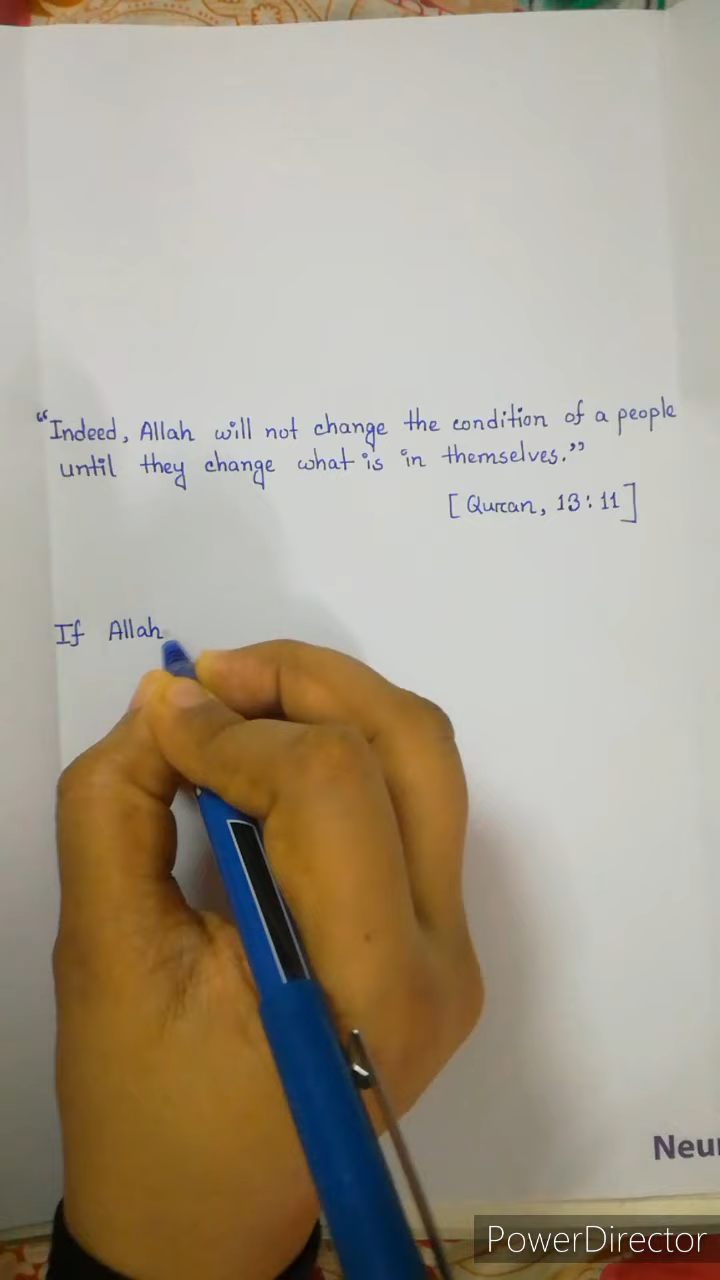 “Indeed, Allah will not change the condition of a people
until they change what is in themselves.”
[Quran, 13:11]
If Allah
Neu
PowerDirector